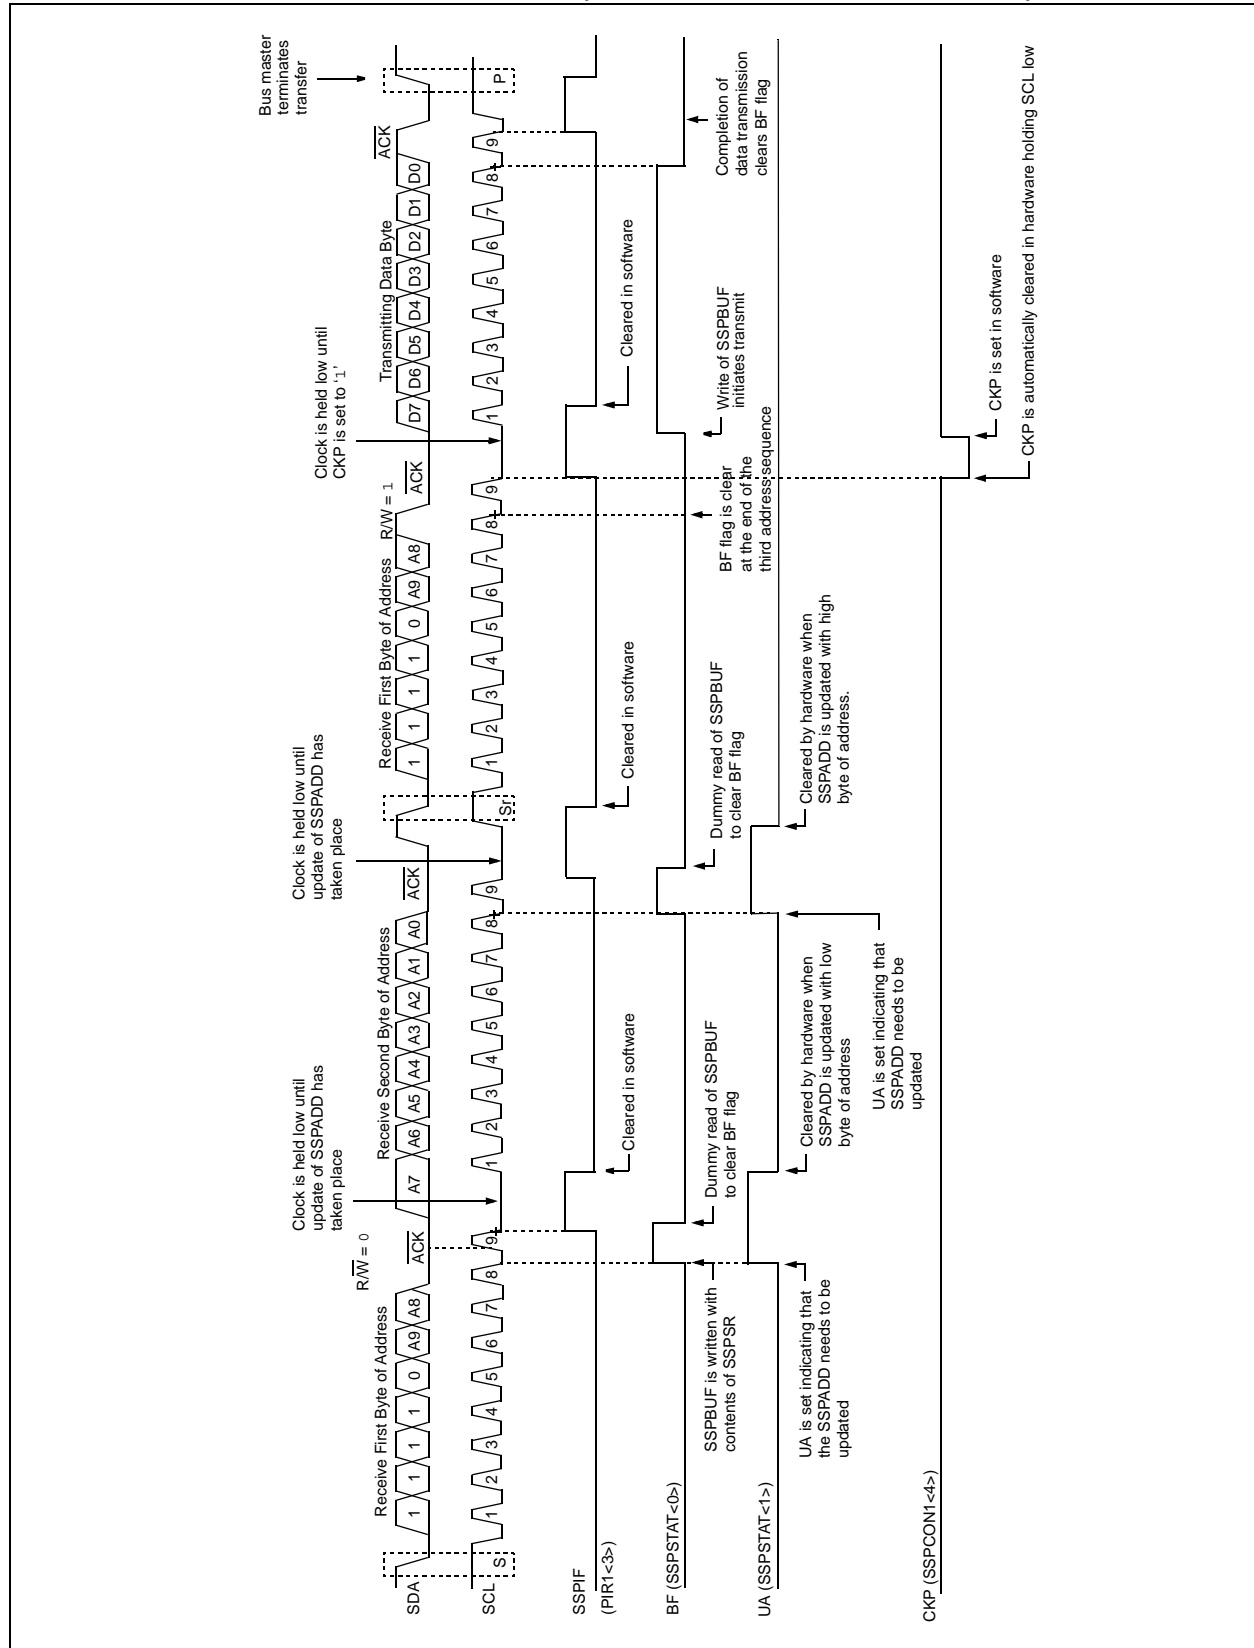 Bus master
terminates
transfer
Clock is held low until
update of SSPADD has
taken place
Clock is held low until
update of SSPADD has
taken place
Clock is held low until
CKP is set to ‘1’
R/W = 0
R/W = 1
Receive First Byte of Address
ACK
Receive Second Byte of Address
ACK
Receive First Byte of Address
ACK
Transmitting Data Byte
ACK
SDA
1 1 1 1 0 A9 A8
A7 A6 A5 A4 A3 A2 A1 A0
1 1 1 1 0 A9 A8
D7 D6 D5 D4 D3 D2 D1 D0
SCL
S
1 2 3 4 5 6 7 8 9
1 2 3 4 5 6 7 8 9
Sr
1 2 3 4 5 6 7 8 9
1 2 3 4 5 6 7 8 9
P
SSPIF
(PIR1<3>)
Cleared in software
Cleared in software
Cleared in software
BF (SSPSTAT<0>)
SSPBUF is written with
contents of SSPSR
Dummy read of SSPBUF
to clear BF flag
Dummy read of SSPBUF
to clear BF flag
BF flag is clear
at the end of the
third address sequence
Write of SSPBUF
initiates transmit
Completion of
data transmission
clears BF flag
UA (SSPSTAT<1>)
UA is set indicating that
the SSPADD needs to be
updated
Cleared by hardware when
SSPADD is updated with low
byte of address
UA is set indicating that
SSPADD needs to be
updated
Cleared by hardware when
SSPADD is updated with high
byte of address.
CKP (SSPCON1<4>)
CKP is set in software
CKP is automatically cleared in hardware holding SCL low